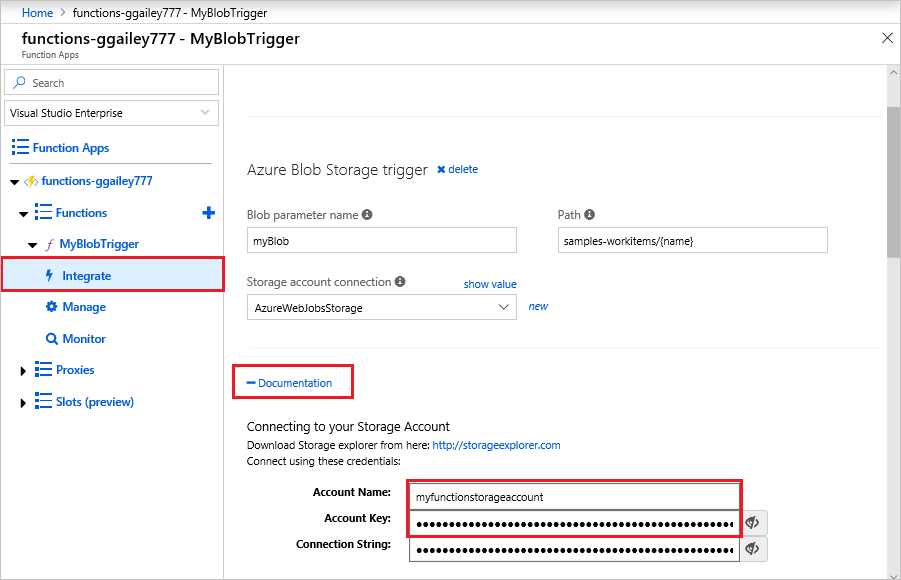 Home > functions-ggailey777 - MyBlobTrigger
functions-ggailey777 - MyBlobTrigger
Function Apps
Search
Visual Studio Enterprise
Function Apps
functions-ggailey777
Functions
MyBlobTrigger
Integrate
Manage
Monitor
Proxies
Slots (preview)
Azure Blob Storage trigger delete
Blob parameter name Path
myBlob samples-workitems/{name}
Storage account connection show value
AzureWebJobsStorage new
Documentation
Connecting to your Storage Account
Download Storage explorer from here: http://storageexplorer.com
Connect using these credentials:
Account Name: myfunctionstorageaccount
Account Key:
Connection String: